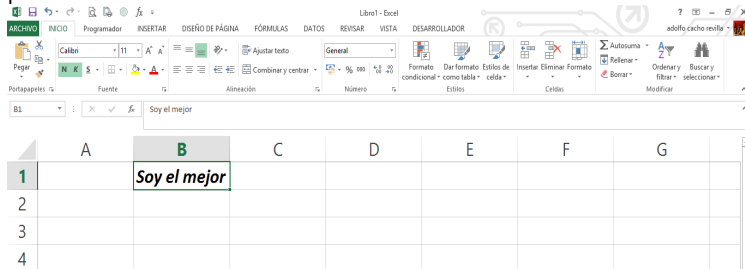 Libro1 - Excel
ARCHIVO INICIO Programador INSERTAR DISEÑO DE PÁGINA FÓRMULAS DATOS REVISAR VISTA DESARROLLADOR adolfo cacho revilla
Calibri 11 Ajustar texto General Autosuma
Pegar N K S Combinar y centrar % 000 Formato condicional Dar formato como tabla Estilos de celda Insertar Eliminar Formato Rellenar Borrar Ordenar y filtrar Buscar y seleccionar
Portapapeles Fuente Alineación Número Estilos Celdas Modificar
B1 fx Soy el mejor
A B C D E F G
1 Soy el mejor
2
3
4